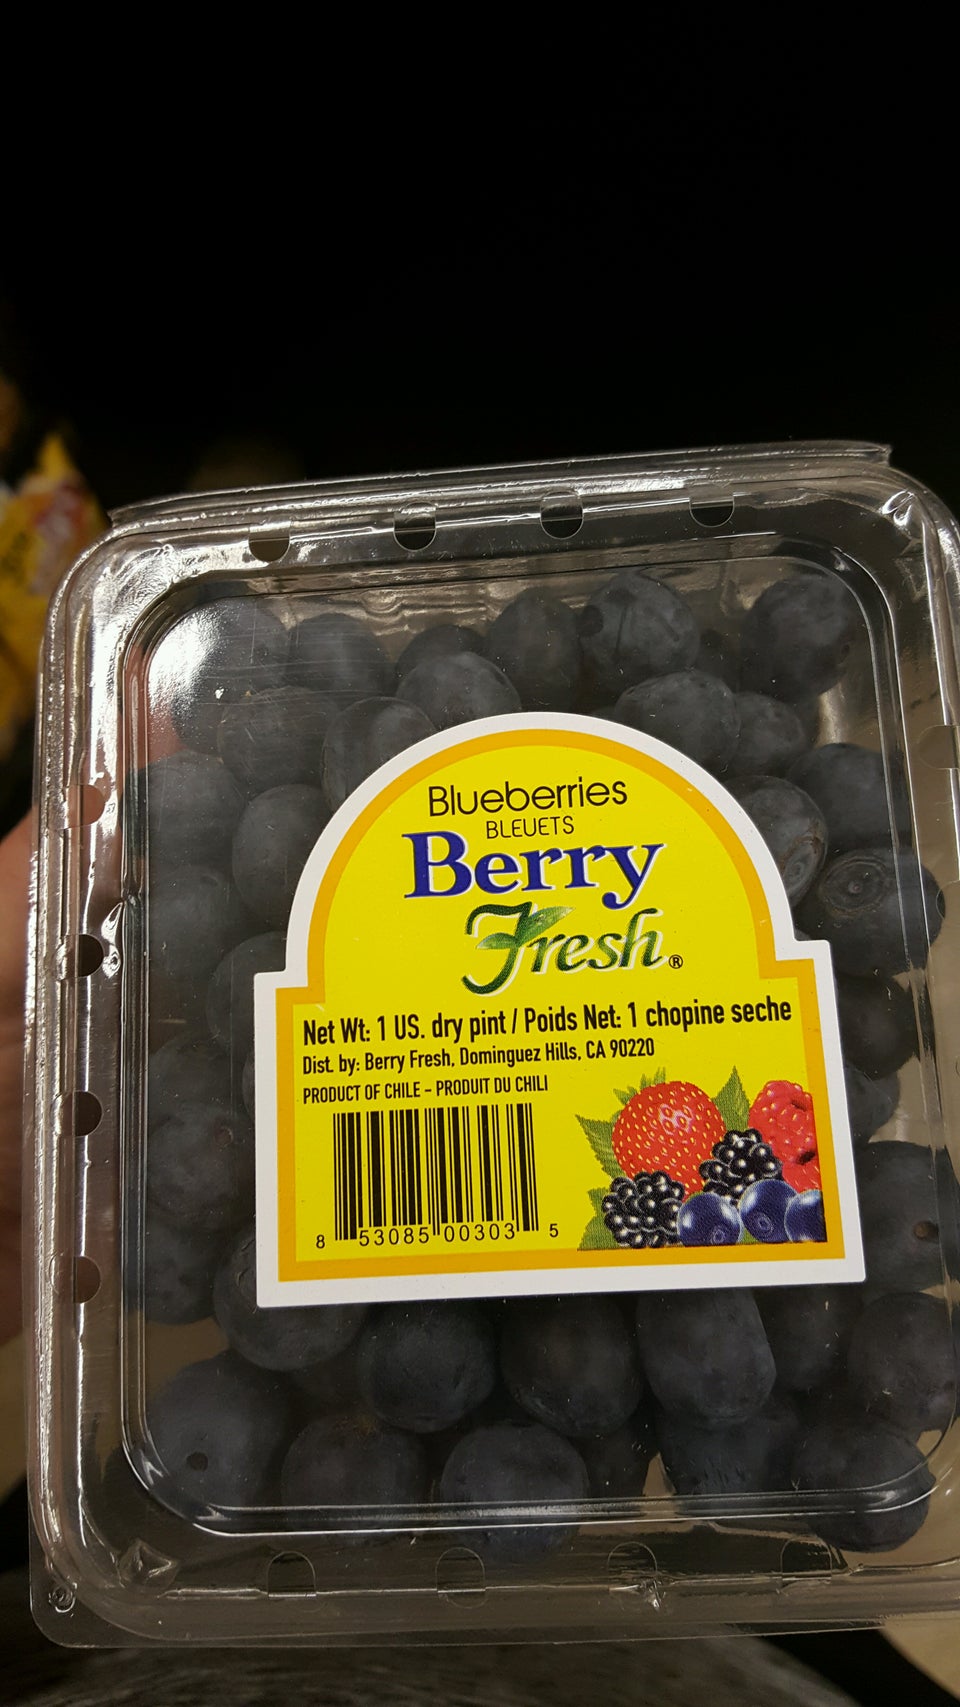 Blueberries
BLEUETS
Berry
Fresh®
Net Wt: 1 US. dry pint / Poids Net: 1 chopine seche
Dist. by: Berry Fresh, Dominguez Hills, CA 90220
PRODUCT OF CHILE – PRODUIT DU CHILI
8 53085 00303 5